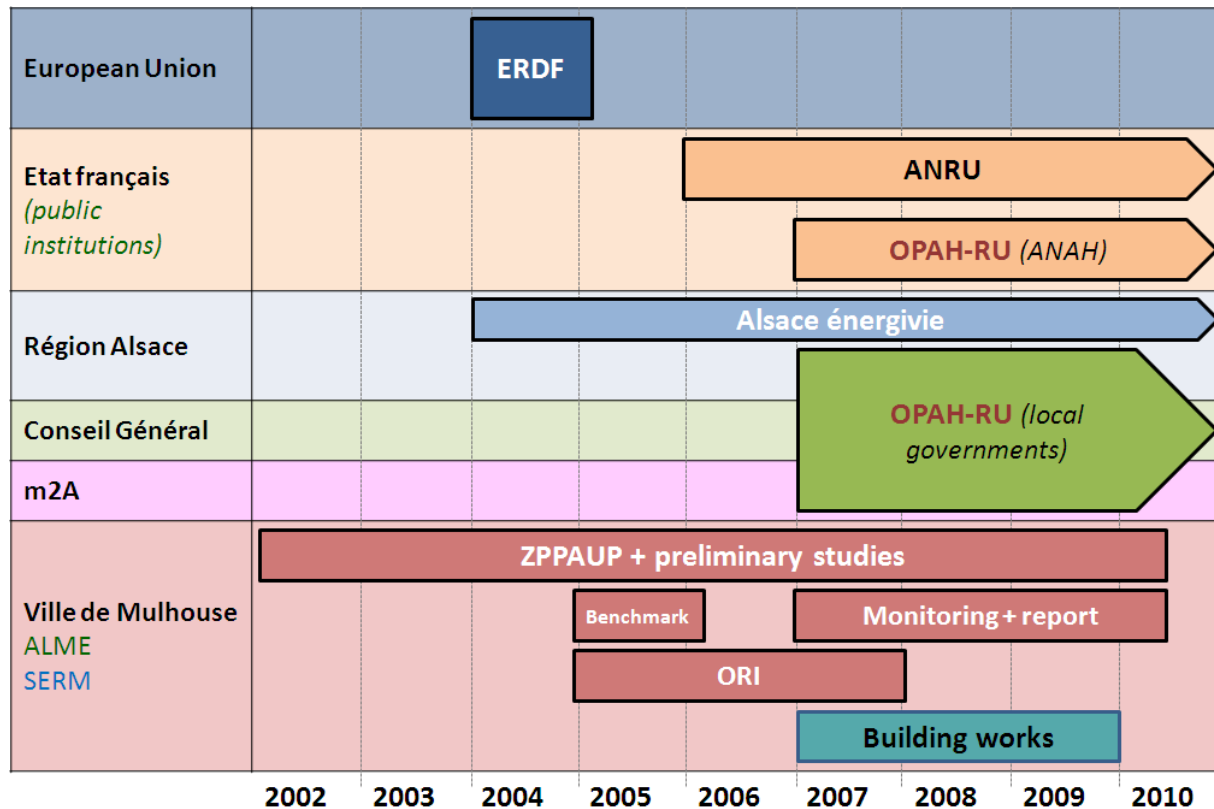 European Union
ERDF
Etat français
(public
institutions)
ANRU
OPAH-RU (ANAH)
Région Alsace
Alsace énergivie
Conseil Général
OPAH-RU (local
governments)
m2A
Ville de Mulhouse
ALME
SERM
ZPPAUP + preliminary studies
Benchmark
Monitoring + report
ORI
Building works
2002 2003 2004 2005 2006 2007 2008 2009 2010